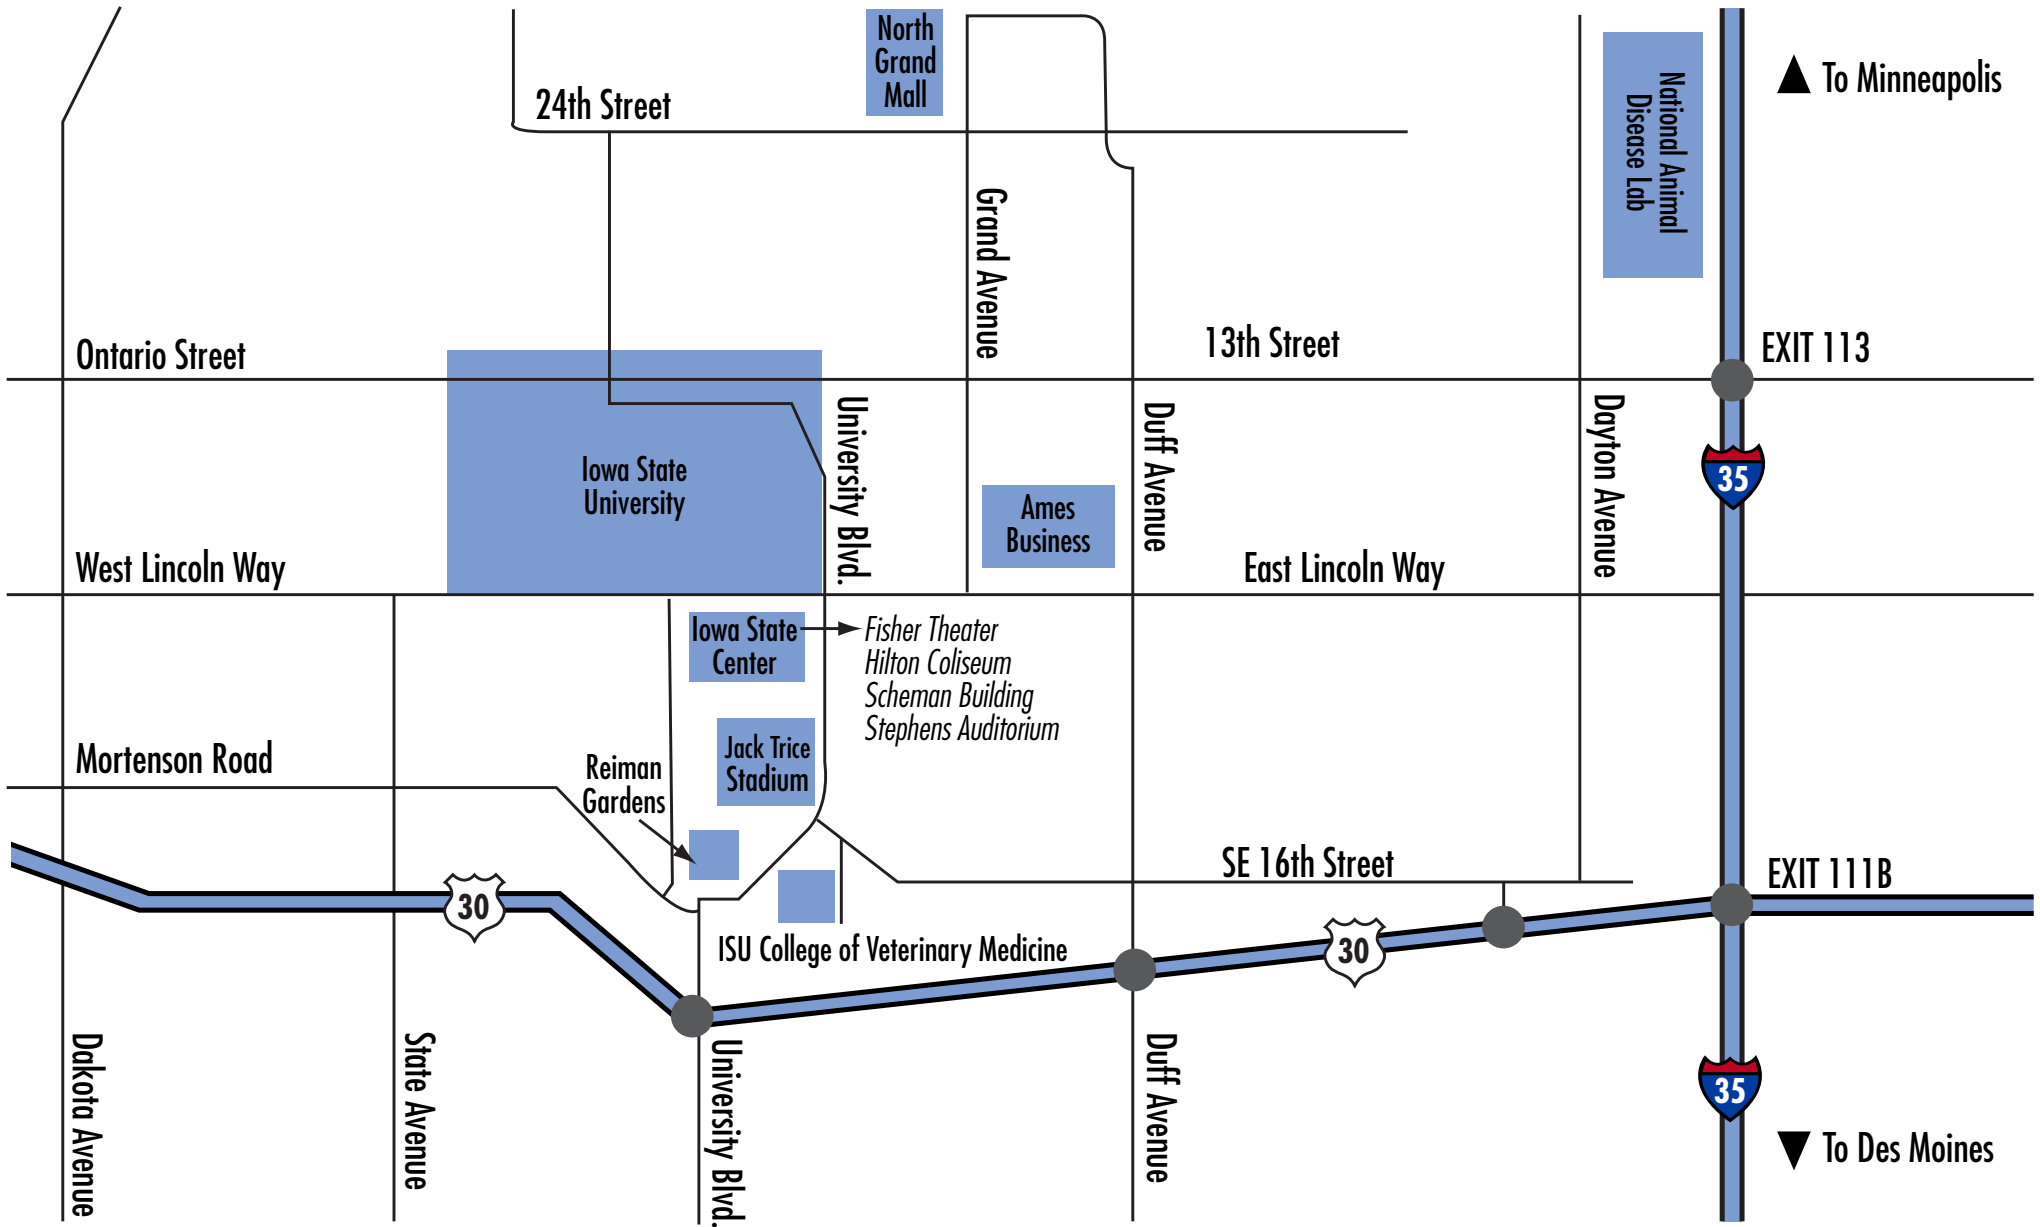 North
Grand
Mall
24th Street
To Minneapolis
National Animal
Disease Lab
Grand Avenue
Ontario Street
13th Street
EXIT 113
University Blvd.
Duff Avenue
Dayton Avenue
35
Iowa State
University
Ames
Business
West Lincoln Way
East Lincoln Way
Iowa State
Center
Fisher Theater
Hilton Coliseum
Scheman Building
Stephens Auditorium
Jack Trice
Stadium
Mortenson Road
Reiman
Gardens
SE 16th Street
EXIT 111B
30
ISU College of Veterinary Medicine
30
Dakota Avenue
State Avenue
University Blvd.
Duff Avenue
35
To Des Moines